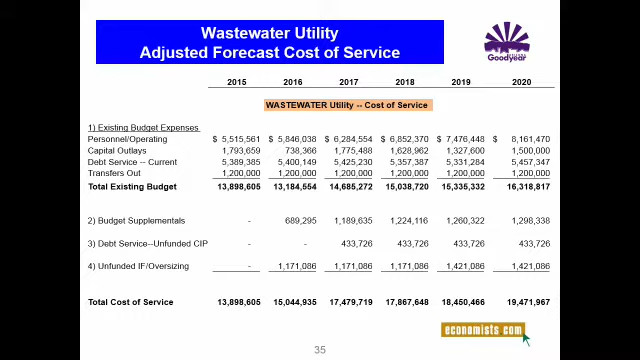 Wastewater Utility
Adjusted Forecast Cost of Service
Goodyear
2015 2016 2017 2018 2019 2020
WASTEWATER Utility -- Cost of Service
1) Existing Budget Expenses
Personnel/Operating $ 5,515,561 $ 5,846,038 $ 6,284,554 $ 6,852,370 $ 7,476,448 $ 8,161,470
Capital Outlays 1,793,659 738,366 1,775,488 1,628,962 1,327,600 1,500,000
Debt Service -- Current 5,389,385 5,400,149 5,425,230 5,357,387 5,331,284 5,457,347
Transfers Out 1,200,000 1,200,000 1,200,000 1,200,000 1,200,000 1,200,000
Total Existing Budget 13,898,605 13,184,554 14,685,272 15,038,720 15,335,332 16,318,817
2) Budget Supplementals - 689,295 1,189,635 1,224,116 1,260,322 1,298,338
3) Debt Service--Unfunded CIP - - 433,726 433,726 433,726 433,726
4) Unfunded IF/Oversizing - 1,171,086 1,171,086 1,171,086 1,421,086 1,421,086
Total Cost of Service 13,898,605 15,044,935 17,479,719 17,867,648 18,450,466 19,471,967
economists.com
35